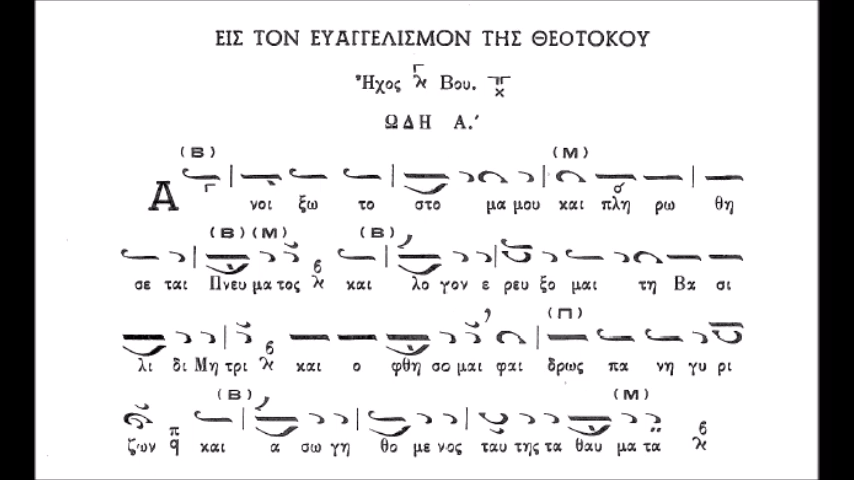 ΕΙΣ ΤΟΝ ΕΥΑΓΓΕΛΙΣΜΟΝ ΤΗΣ ΘΕΟΤΟΚΟΥ
Ἦχος Βου.
ΩΔΗ Α.′
(Β) (Μ)
Α νοι ξω το στο μα μου και πλη ρω θη
(Β) (Μ) (Β)
σε ται Πνευ μα τος και λο γον ε ρευ ξο μαι τη Βα σι
(Π)
λι δι Μη τρι και ο φθη σο μαι φαι δρως πα νη γυ ρι
(Β) (Μ)
ζων και α σω γη θο με νος ταυ της τα θαυ μα τα